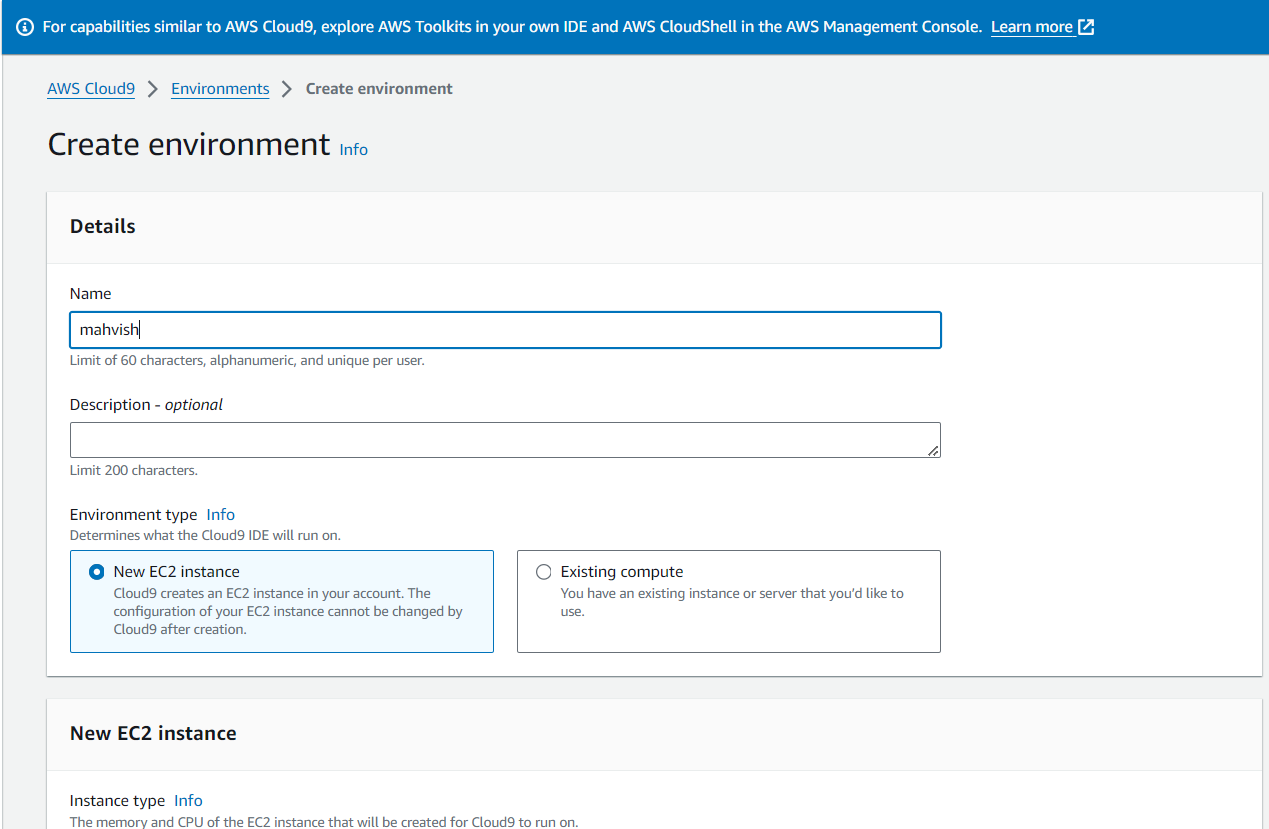 For capabilities similar to AWS Cloud9, explore AWS Toolkits in your own IDE and AWS CloudShell in the AWS Management Console. Learn more
AWS Cloud9 > Environments > Create environment
Create environment Info
Details
Name
mahvish
Limit of 60 characters, alphanumeric, and unique per user.
Description - optional
Limit 200 characters.
Environment type Info
Determines what the Cloud9 IDE will run on.
New EC2 instance
Cloud9 creates an EC2 instance in your account. The
configuration of your EC2 instance cannot be changed by
Cloud9 after creation.
Existing compute
You have an existing instance or server that you'd like to
use.
New EC2 instance
Instance type Info
The memory and CPU of the EC2 instance that will be created for Cloud9 to run on.